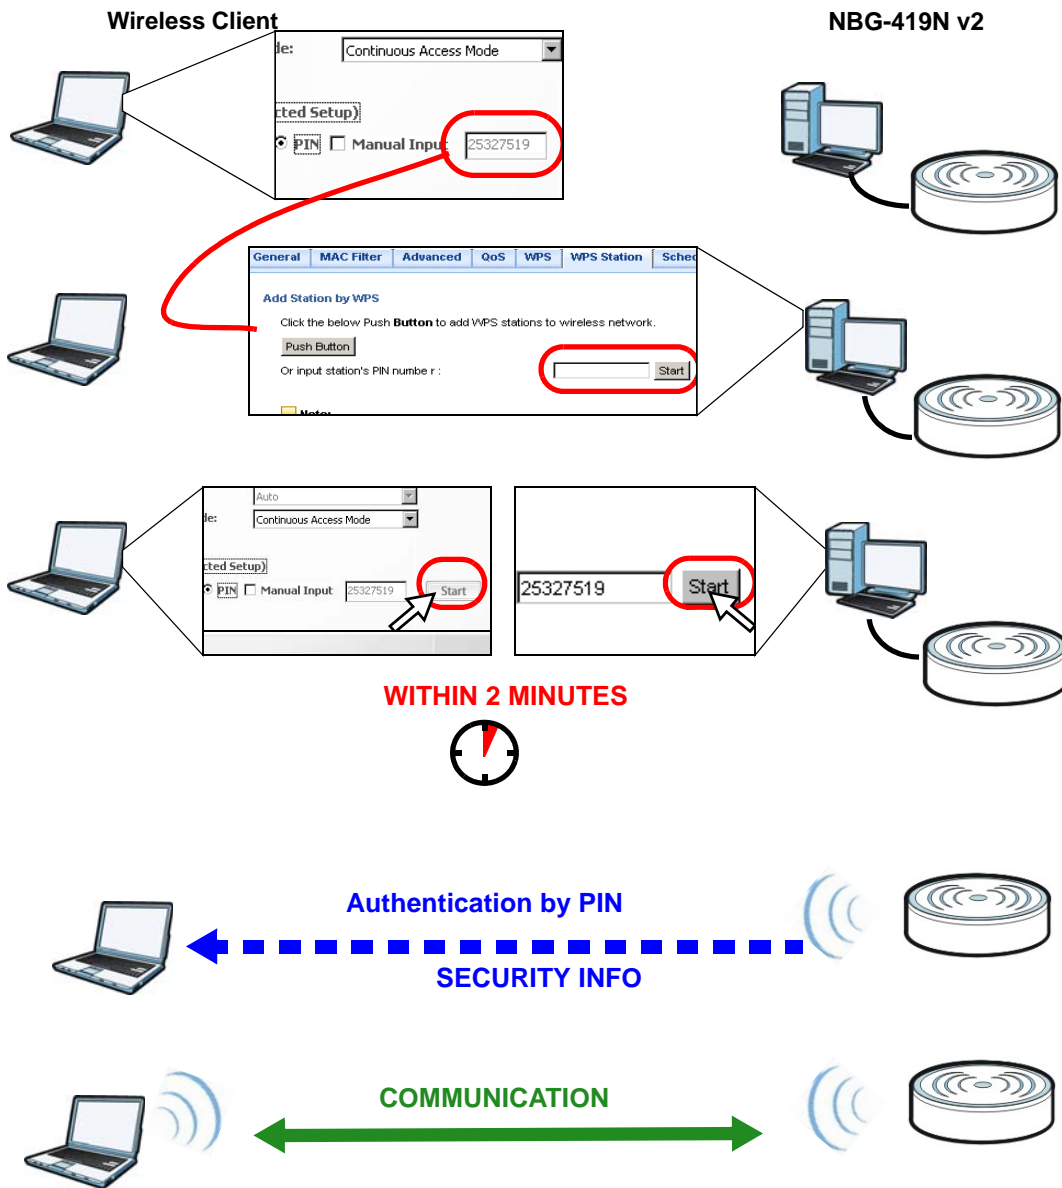 Wireless Client
NBG-419N v2
de:
Continuous Access Mode
cted Setup)
PIN
Manual Input
25327519
General
MAC Filter
Advanced
QoS
WPS
WPS Station
Sched
Add Station by WPS
Click the below Push Button to add WPS stations to wireless network.
Push Button
Or input station's PIN numbe r :
Start
Note:
Auto
de:
Continuous Access Mode
cted Setup)
PIN
Manual Input
25327519
Start
25327519
Start
WITHIN 2 MINUTES
Authentication by PIN
SECURITY INFO
COMMUNICATION